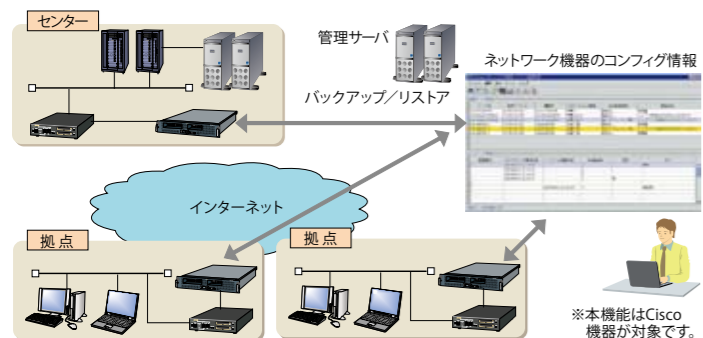 センター
管理サーバ
ネットワーク機器のコンフィグ情報
バックアップ／リストア
インターネット
拠 点
拠 点
※本機能はCisco
機器が対象です。